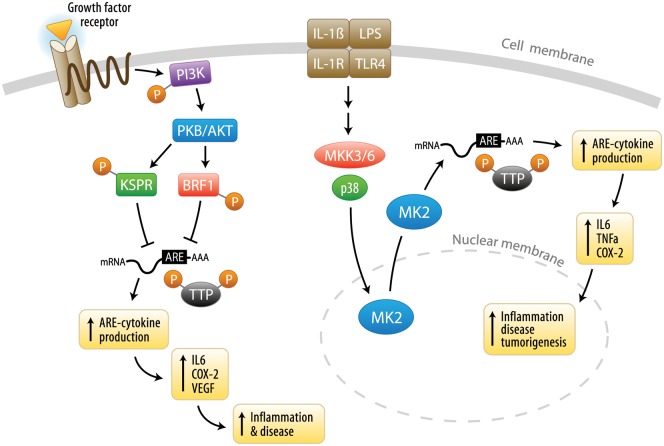 Growth factor
receptor
P
PI3K
PKB/AKT
P
KSPR
BRF1
P
mRNA
ARE
AAA
P
P
TTP
ARE-cytokine
production
IL6
COX-2
VEGF
Inflammation
& disease
IL-1ß
LPS
IL-1R
TLR4
Cell membrane
MKK3/6
p38
MK2
MK2
Nuclear membrane
mRNA
ARE
AAA
P
P
TTP
ARE-cytokine
production
IL6
TNFa
COX-2
Inflammation
disease
tumorigenesis